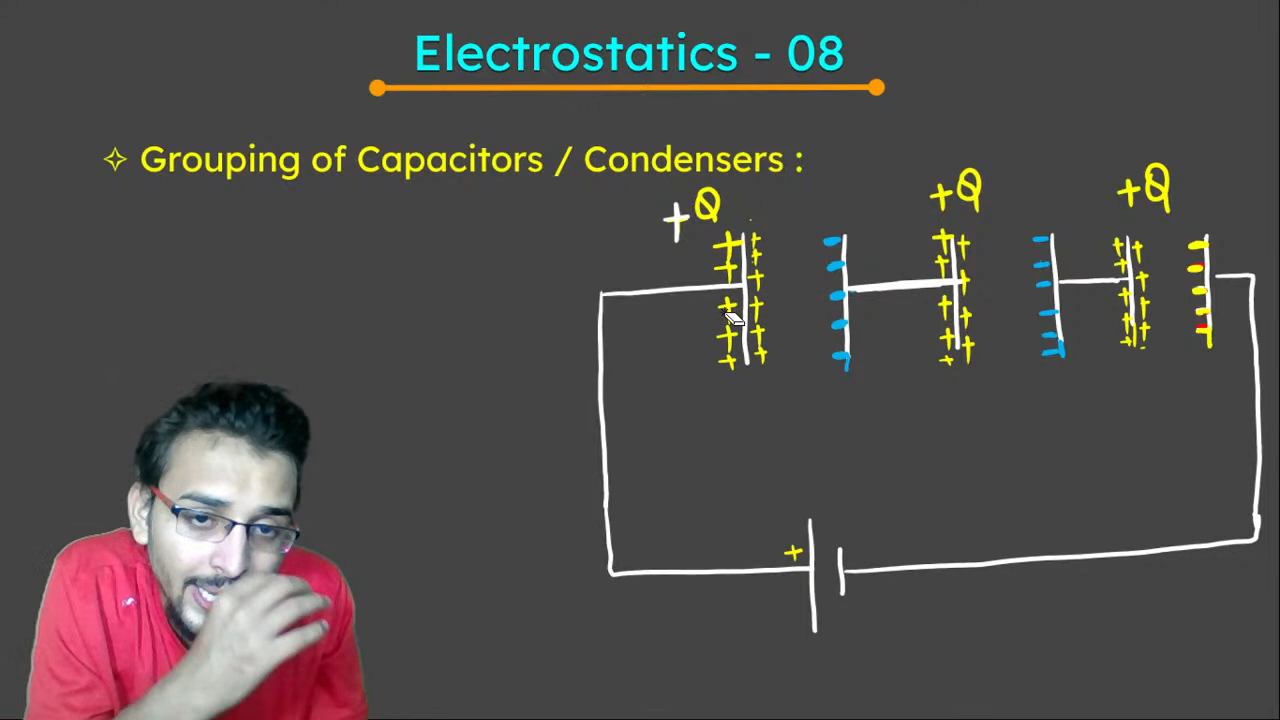 Electrostatics - 08
✧ Grouping of Capacitors / Condensers :
+Q +Q +Q
+